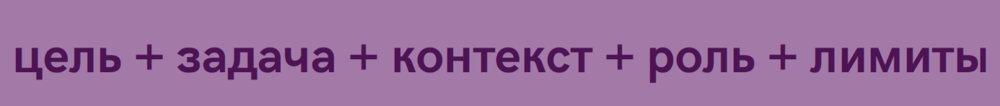 цель + задача + контекст + роль + лимиты